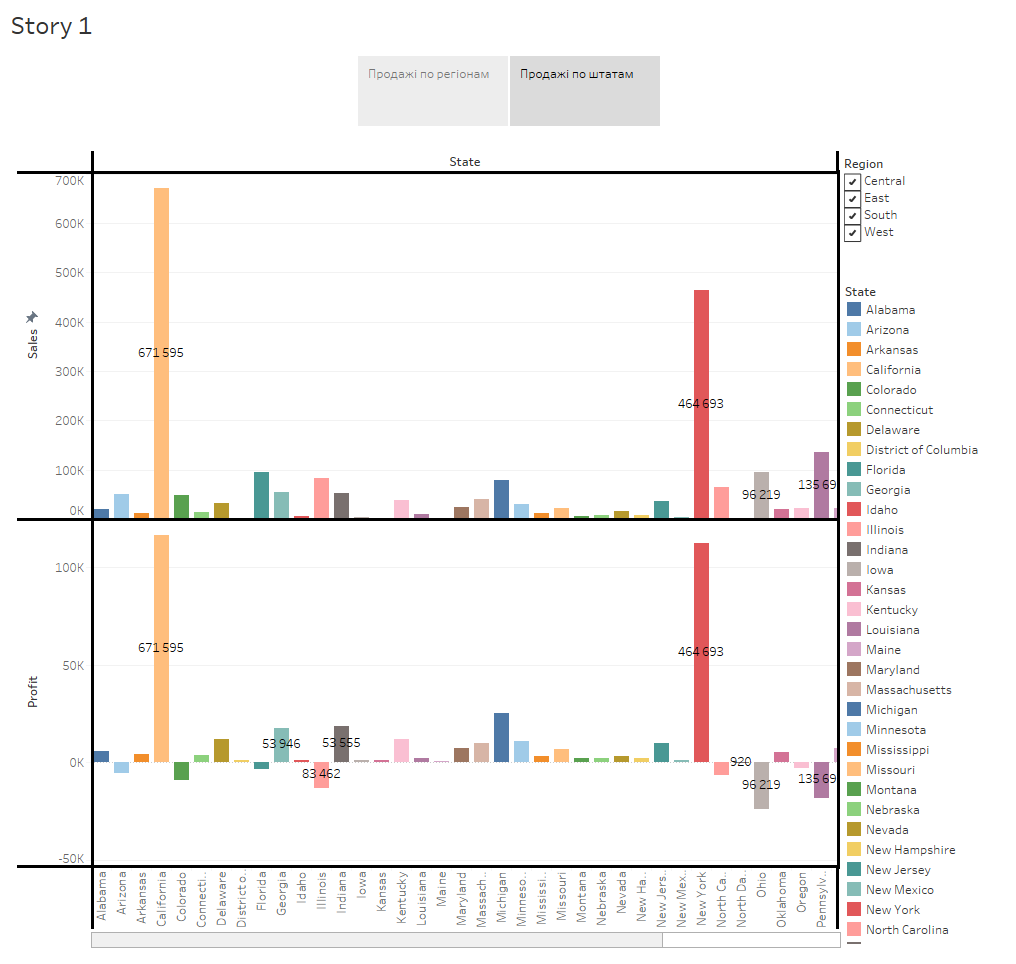 Story 1
Продажі по регіонам
Продажі по штатам
State
Region
Central
East
South
West
State
Alabama
Arizona
Arkansas
California
Colorado
Connecticut
Delaware
District of Columbia
Florida
Georgia
Idaho
Illinois
Indiana
Iowa
Kansas
Kentucky
Louisiana
Maine
Maryland
Massachusetts
Michigan
Minnesota
Mississippi
Missouri
Montana
Nebraska
Nevada
New Hampshire
New Jersey
New Mexico
New York
North Carolina
Sales
700K
600K
500K
400K
300K
200K
100K
0K
671 595
464 693
96 219
135 69
Profit
100K
50K
0K
-50K
671 595
53 946
83 462
53 555
464 693
920
96 219
135 69
Alabama
Arizona
Arkansas
California
Colorado
Connecti..
Delaware
District o..
Florida
Georgia
Idaho
Illinois
Indiana
Iowa
Kansas
Kentucky
Louisiana
Maine
Maryland
Massach..
Michigan
Minneso..
Mississi..
Missouri
Montana
Nebraska
Nevada
New Ha..
New Jers..
New Mex..
New York
North Ca..
North Da..
Ohio
Oklahoma
Oregon
Pennsylv..